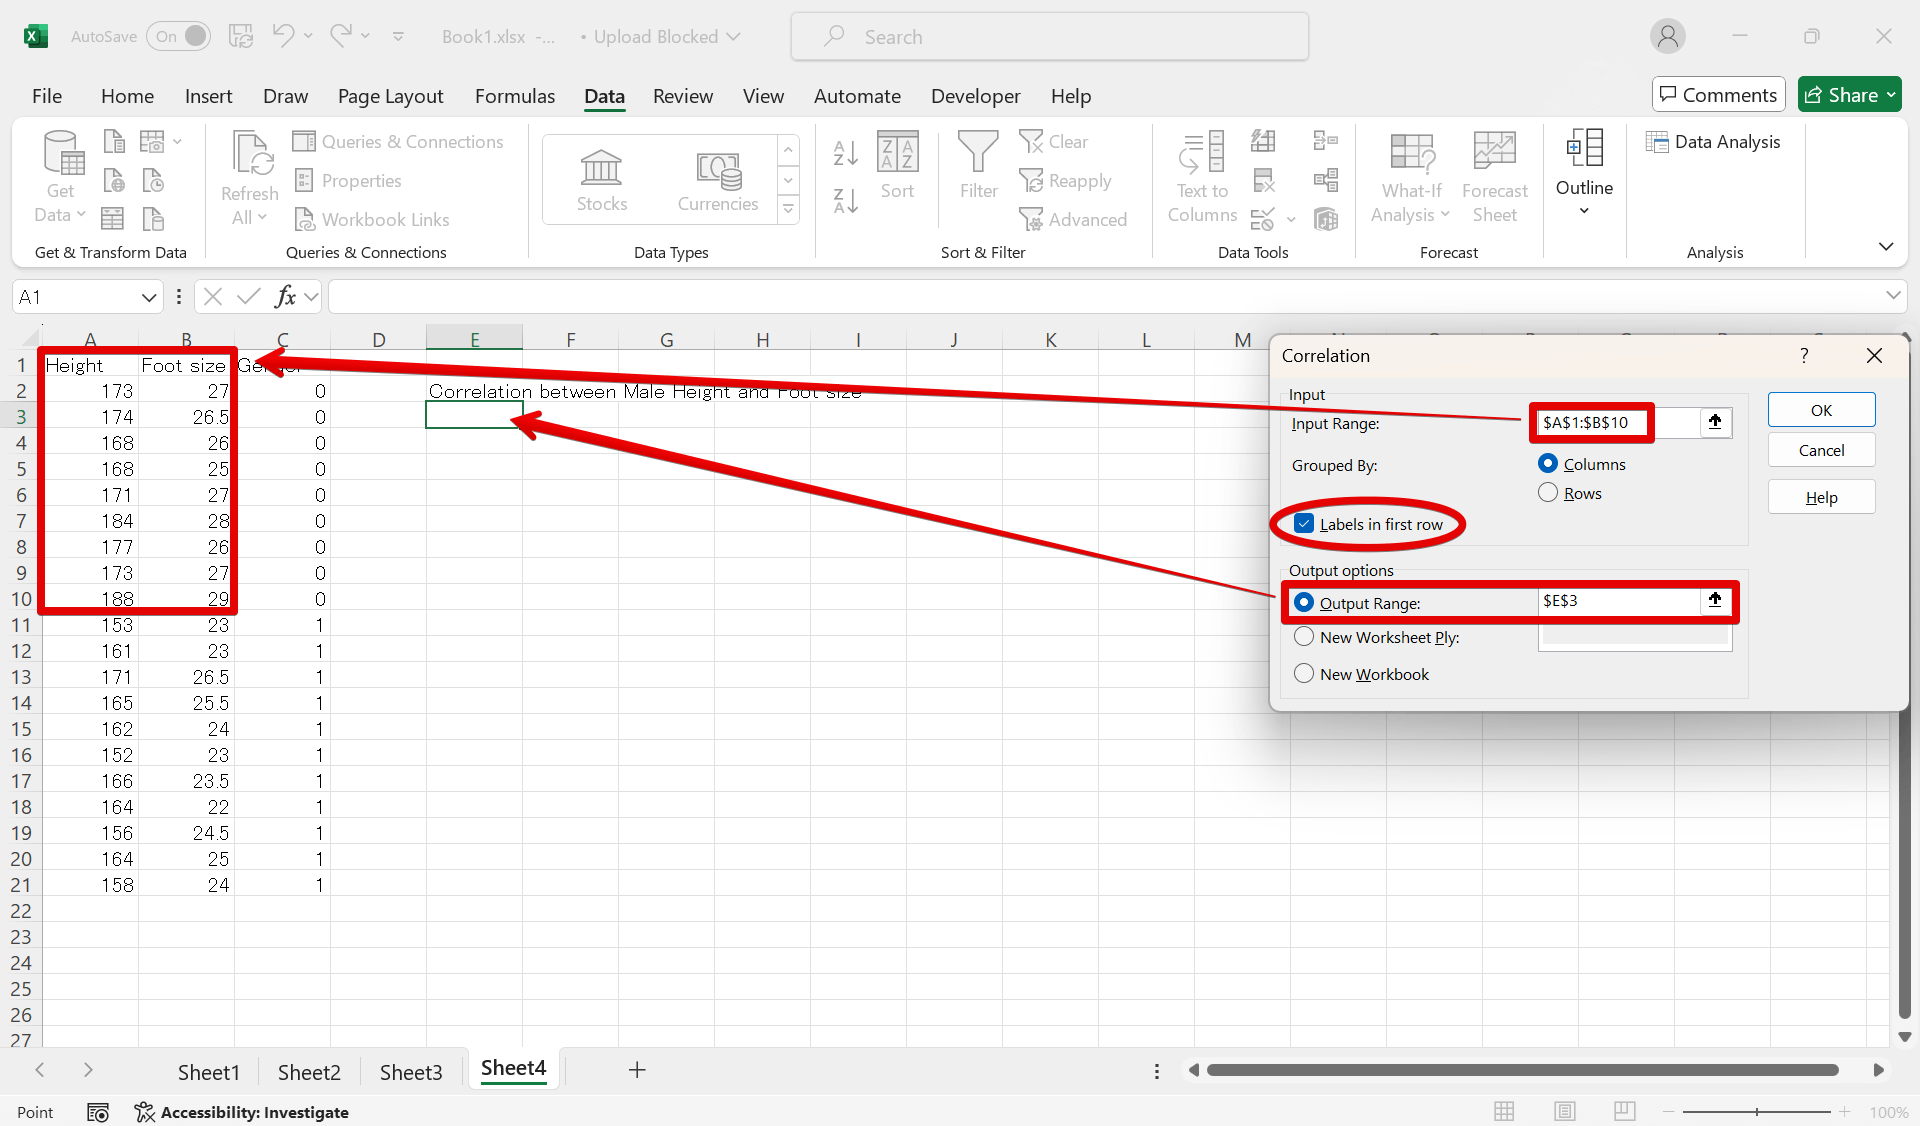 AutoSave On Book1.xlsx -... • Upload Blocked Search
File Home Insert Draw Page Layout Formulas Data Review View Automate Developer Help Comments Share
Get Data
Refresh All
Queries & Connections
Properties
Workbook Links
Stocks
Currencies
Sort
Filter
Clear
Reapply
Advanced
Text to Columns
What-If Analysis
Forecast Sheet
Outline
Data Analysis
Get & Transform Data Queries & Connections Data Types Sort & Filter Data Tools Forecast Analysis
A1 fx
A B C D E F G H I J K L M
1 Height Foot size
2 173 27 0 Correlation between Male Height and Foot size
3 174 26.5 0
4 168 26 0
5 168 25 0
6 171 27 0
7 184 28 0
8 177 26 0
9 173 27 0
10 188 29 0
11 153 23 1
12 161 23 1
13 171 26.5 1
14 165 25.5 1
15 162 24 1
16 152 23 1
17 166 23.5 1
18 164 22 1
19 156 24.5 1
20 164 25 1
21 158 24 1
22
23
24
25
26
27
Correlation ?
Input
Input Range: $A$1:$B$10
Grouped By: Columns
Rows
Labels in first row
Output options
Output Range: $E$3
New Worksheet Ply:
New Workbook
OK
Cancel
Help
Sheet1 Sheet2 Sheet3 Sheet4
Point Accessibility: Investigate 100%